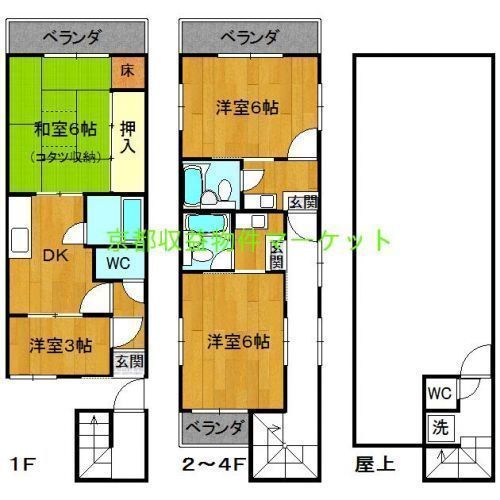 ベランダ
床
和室6帖
(コタツ収納)
押入
DK
WC
洋室3帖
玄関
1F
ベランダ
洋室6帖
玄関
玄関
洋室6帖
ベランダ
2～4F
WC
洗
屋上
京都収益物件マーケット